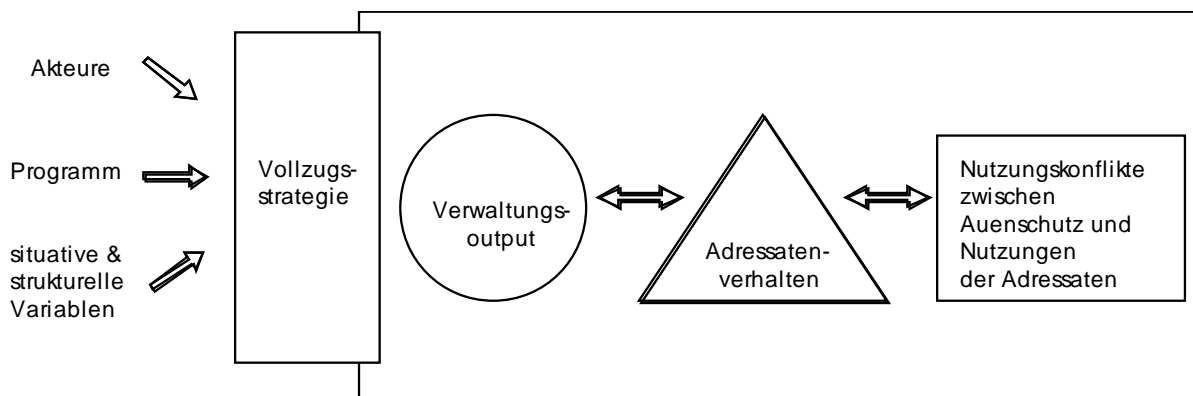 Akteure
Programm
situative &
strukturelle
Variablen
Vollzugs-
strategie
Verwaltungs-
output
Adressaten-
verhalten
Nutzungskonflikte
zwischen
Auenschutz und
Nutzungen
der Adressaten